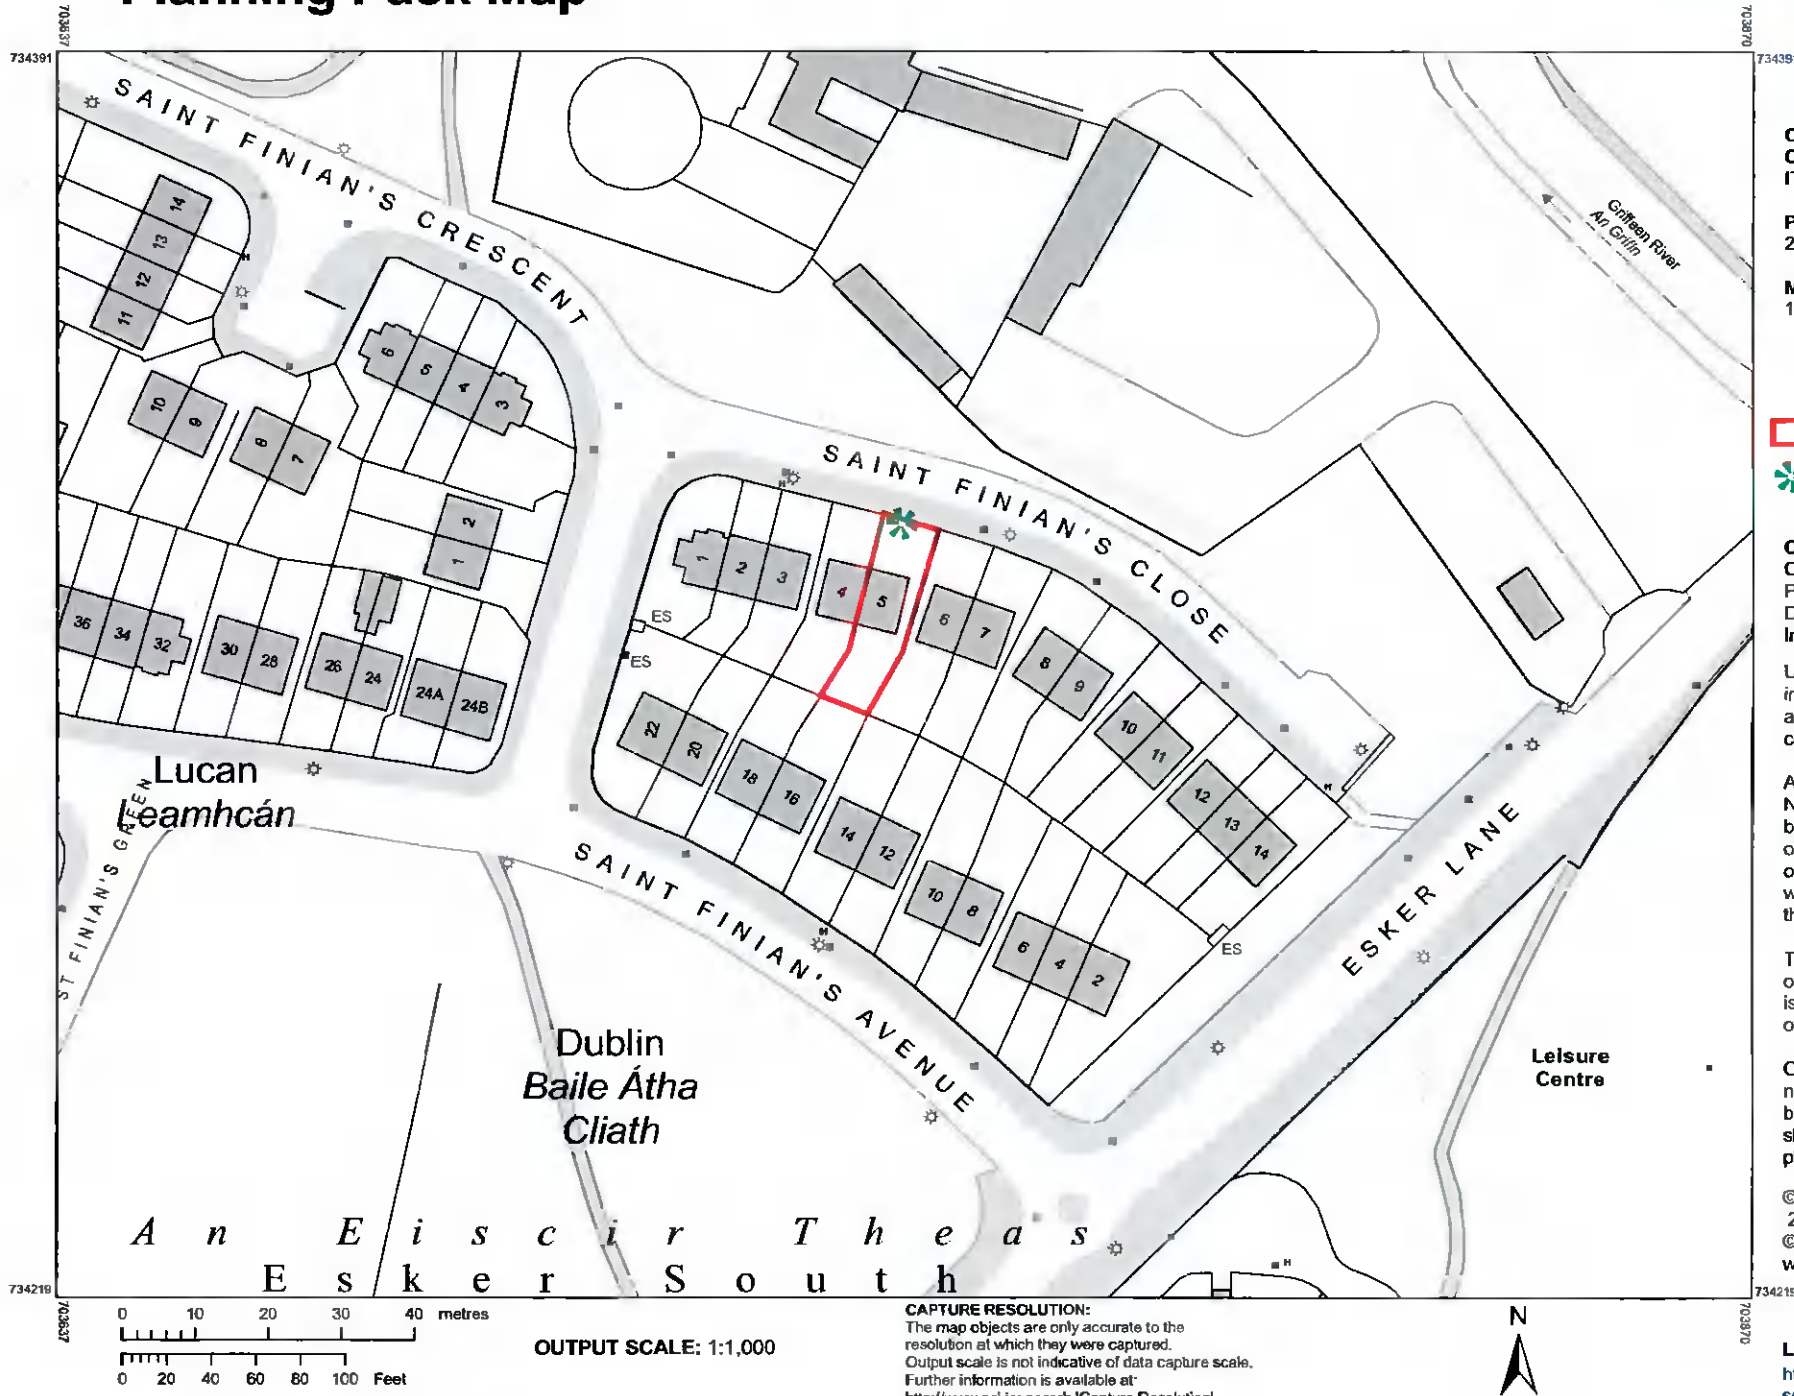 Planning Pack Map
703637
703870
734391
734391
SAINT FINIAN'S CRESCENT
14
13
12
11
10
9
8
7
6
5
4
3
2
1
H
Griffeen River
An Grífín
SAINT FINIAN'S CLOSE
H
1
2
3
4
5
6
7
8
9
10
11
12
13
14
H
ES
ES
36
34
32
30
28
26
24
24A
24B
22
20
18
16
14
12
10
8
6
4
2
ES
Lucan
Leamhcán
ST FINIAN'S GREEN
SAINT FINIAN'S AVENUE
H
ESKER LANE
Dublin
Baile Átha
Cliath
Leisure
Centre
An Eiscir Theas
Esker South
H
734219
734219
703637
703870
0 10 20 30 40 metres
0 20 40 60 80 100 Feet
OUTPUT SCALE: 1:1,000
CAPTURE RESOLUTION:
The map objects are only accurate to the
resolution at which they were captured.
Output scale is not indicative of data capture scale.
Further information is available at:
N